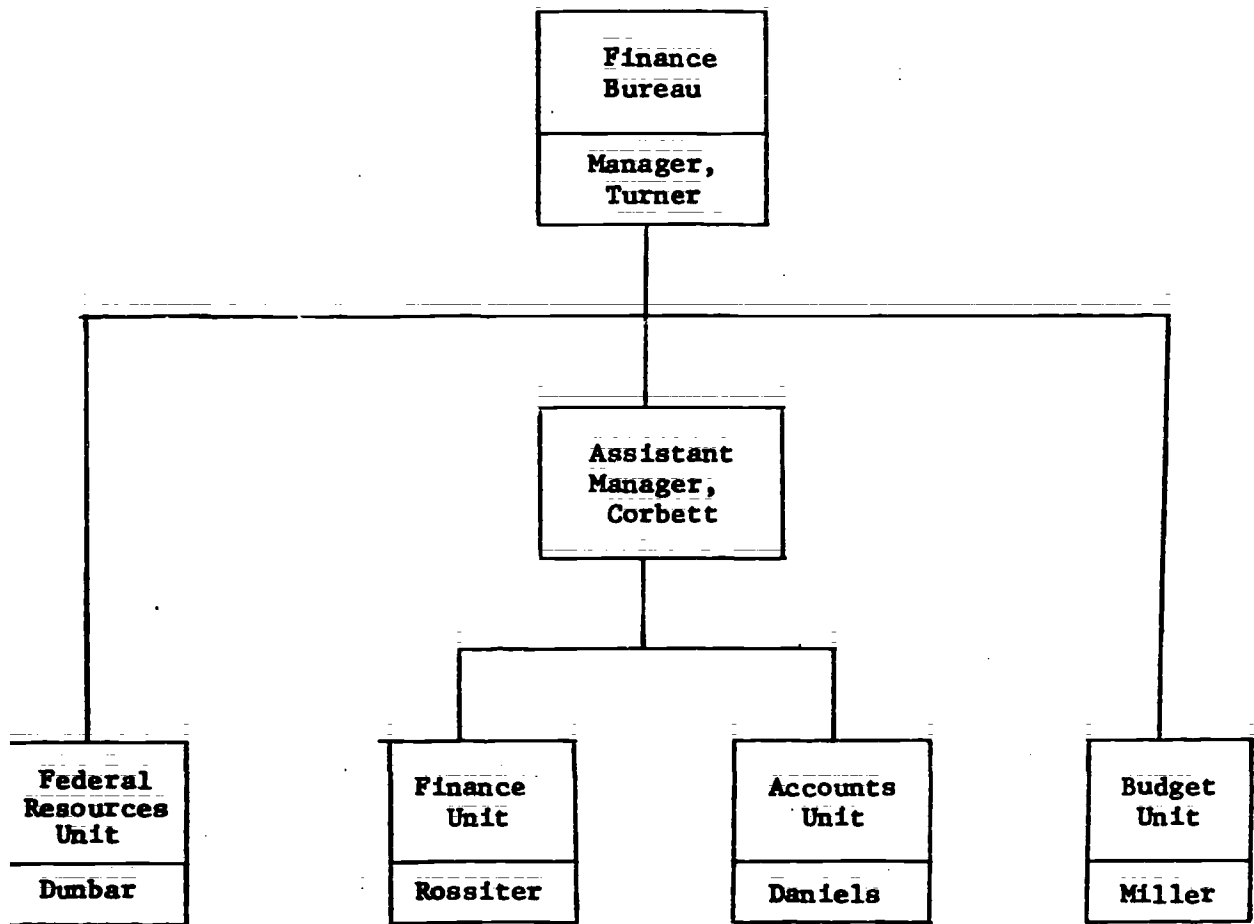 Finance
Bureau
Manager,
Turner
Assistant
Manager,
Corbett
Federal
Resources
Unit
Dunbar
Finance
Unit
Rossiter
Accounts
Unit
Daniels
Budget
Unit
Miller